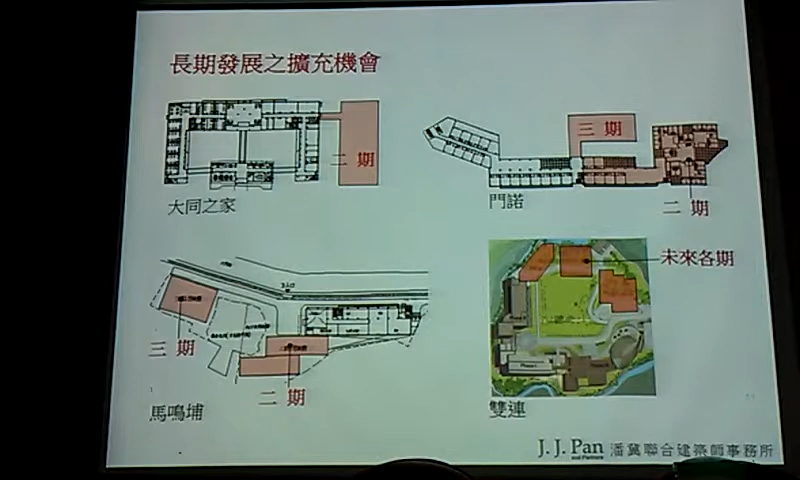 長期發展之擴充機會
二期
大同之家
三期
二期
門諾
三期
二期
馬鳴埔
未來各期
雙連
J. J. Pan
and Partners
潘冀聯合建築師事務所